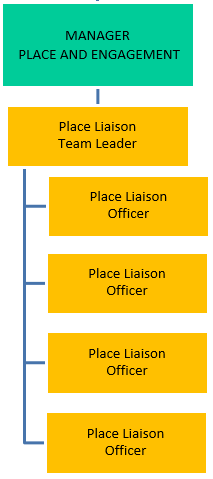 MANAGER
PLACE AND ENGAGEMENT
Place Liaison
Team Leader
Place Liaison
Officer
Place Liaison
Officer
Place Liaison
Officer
Place Liaison
Officer